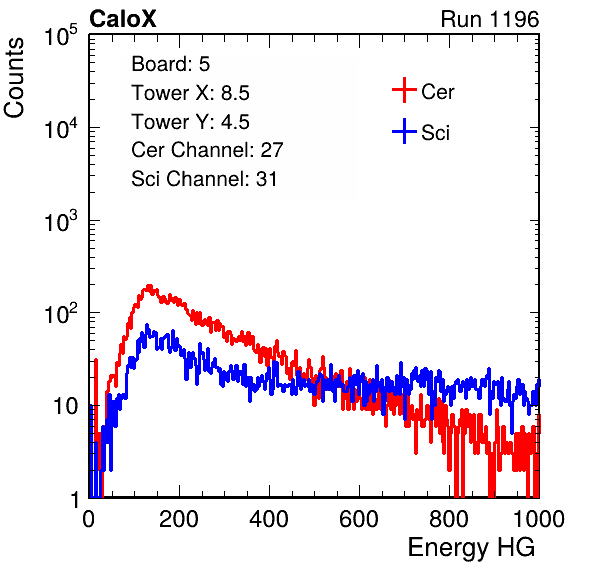 CaloX Run 1196
Counts
10^5
10^4
10^3
10^2
10
1
Board: 5
Tower X: 8.5
Tower Y: 4.5
Cer Channel: 27
Sci Channel: 31
Cer
Sci
0 200 400 600 800 1000
Energy HG